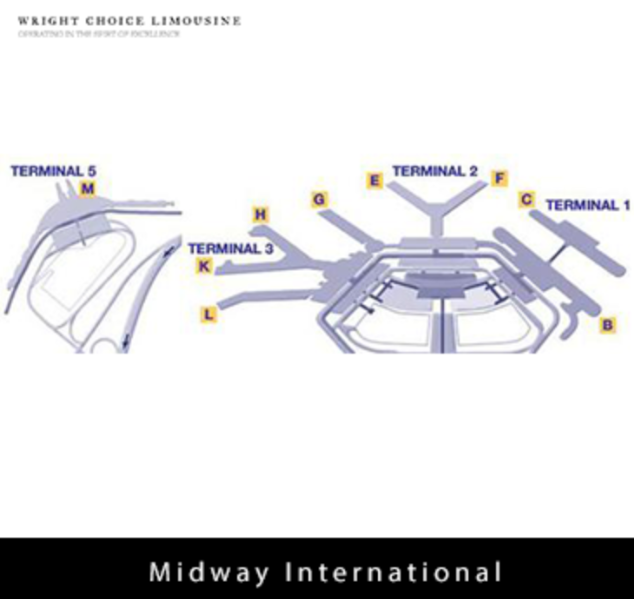 WRIGHT CHOICE LIMOUSINE
OPERATING IN THE SPIRIT OF EXCELLENCE
TERMINAL 5
M
TERMINAL 2
E
F
G
C
TERMINAL 1
H
TERMINAL 3
K
L
B
Midway International